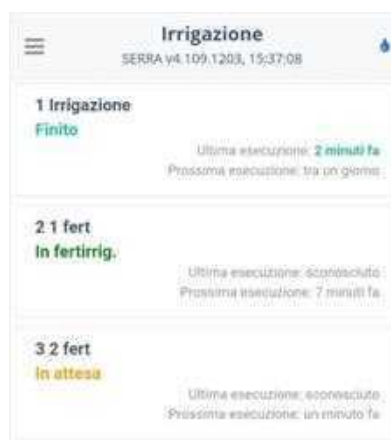 Irrigazione
SERRA v4.109.1203, 15:37:08
1 Irrigazione
Finito
Ultima esecuzione: 2 minuti fa
Prossima esecuzione: tra un giorno
2 1 fert
In fertirrig.
Ultima esecuzione: sconosciuto
Prossima esecuzione: 7 minuti fa
3 2 fert
In attesa
Ultima esecuzione: sconosciuto
Prossima esecuzione: un minuto fa